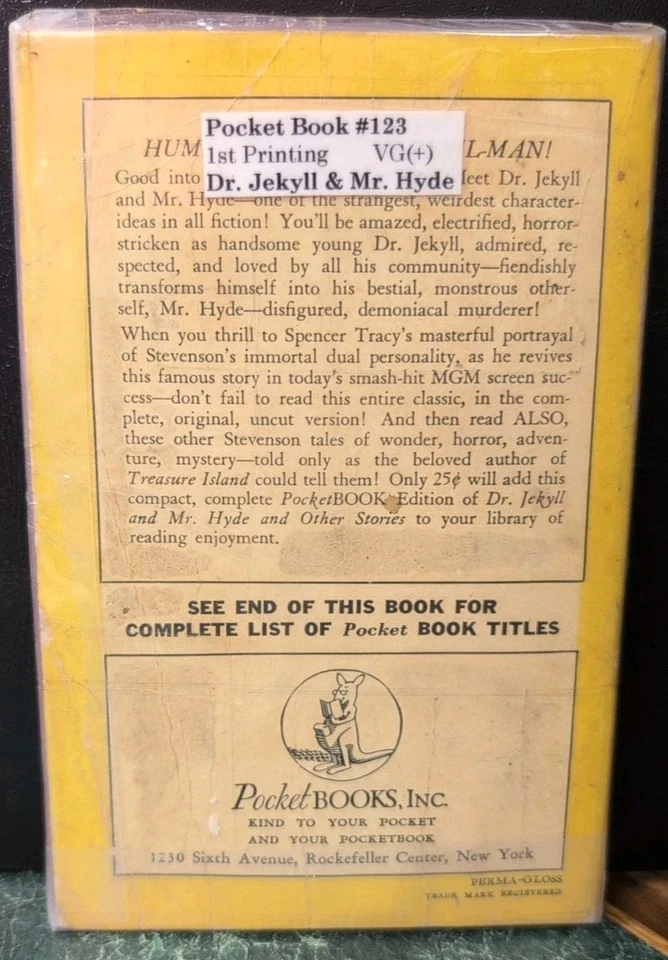 Pocket Book #123
1st Printing VG(+)
Dr. Jekyll & Mr. Hyde
HUM L-MAN!
Good into eet Dr. Jekyll
and Mr. Hyde—one of the strangest, weirdest character-
ideas in all fiction! You'll be amazed, electrified, horror-
stricken as handsome young Dr. Jekyll, admired, re-
spected, and loved by all his community—fiendishly
transforms himself into his bestial, monstrous other-
self, Mr. Hyde—disfigured, demoniacal murderer!
When you thrill to Spencer Tracy's masterful portrayal
of Stevenson's immortal dual personality, as he revives
this famous story in today's smash-hit MGM screen suc-
cess—don't fail to read this entire classic, in the com-
plete, original, uncut version! And then read ALSO,
these other Stevenson tales of wonder, horror, adven-
ture, mystery—told only as the beloved author of
Treasure Island could tell them! Only 25¢ will add this
compact, complete PocketBOOK Edition of Dr. Jekyll
and Mr. Hyde and Other Stories to your library of
reading enjoyment.
SEE END OF THIS BOOK FOR
COMPLETE LIST OF Pocket BOOK TITLES
PocketBOOKS, INC.
KIND TO YOUR POCKET
AND YOUR POCKETBOOK
1230 Sixth Avenue, Rockefeller Center, New York
PERMA-GLOSS
TRADE MARK REGISTERED